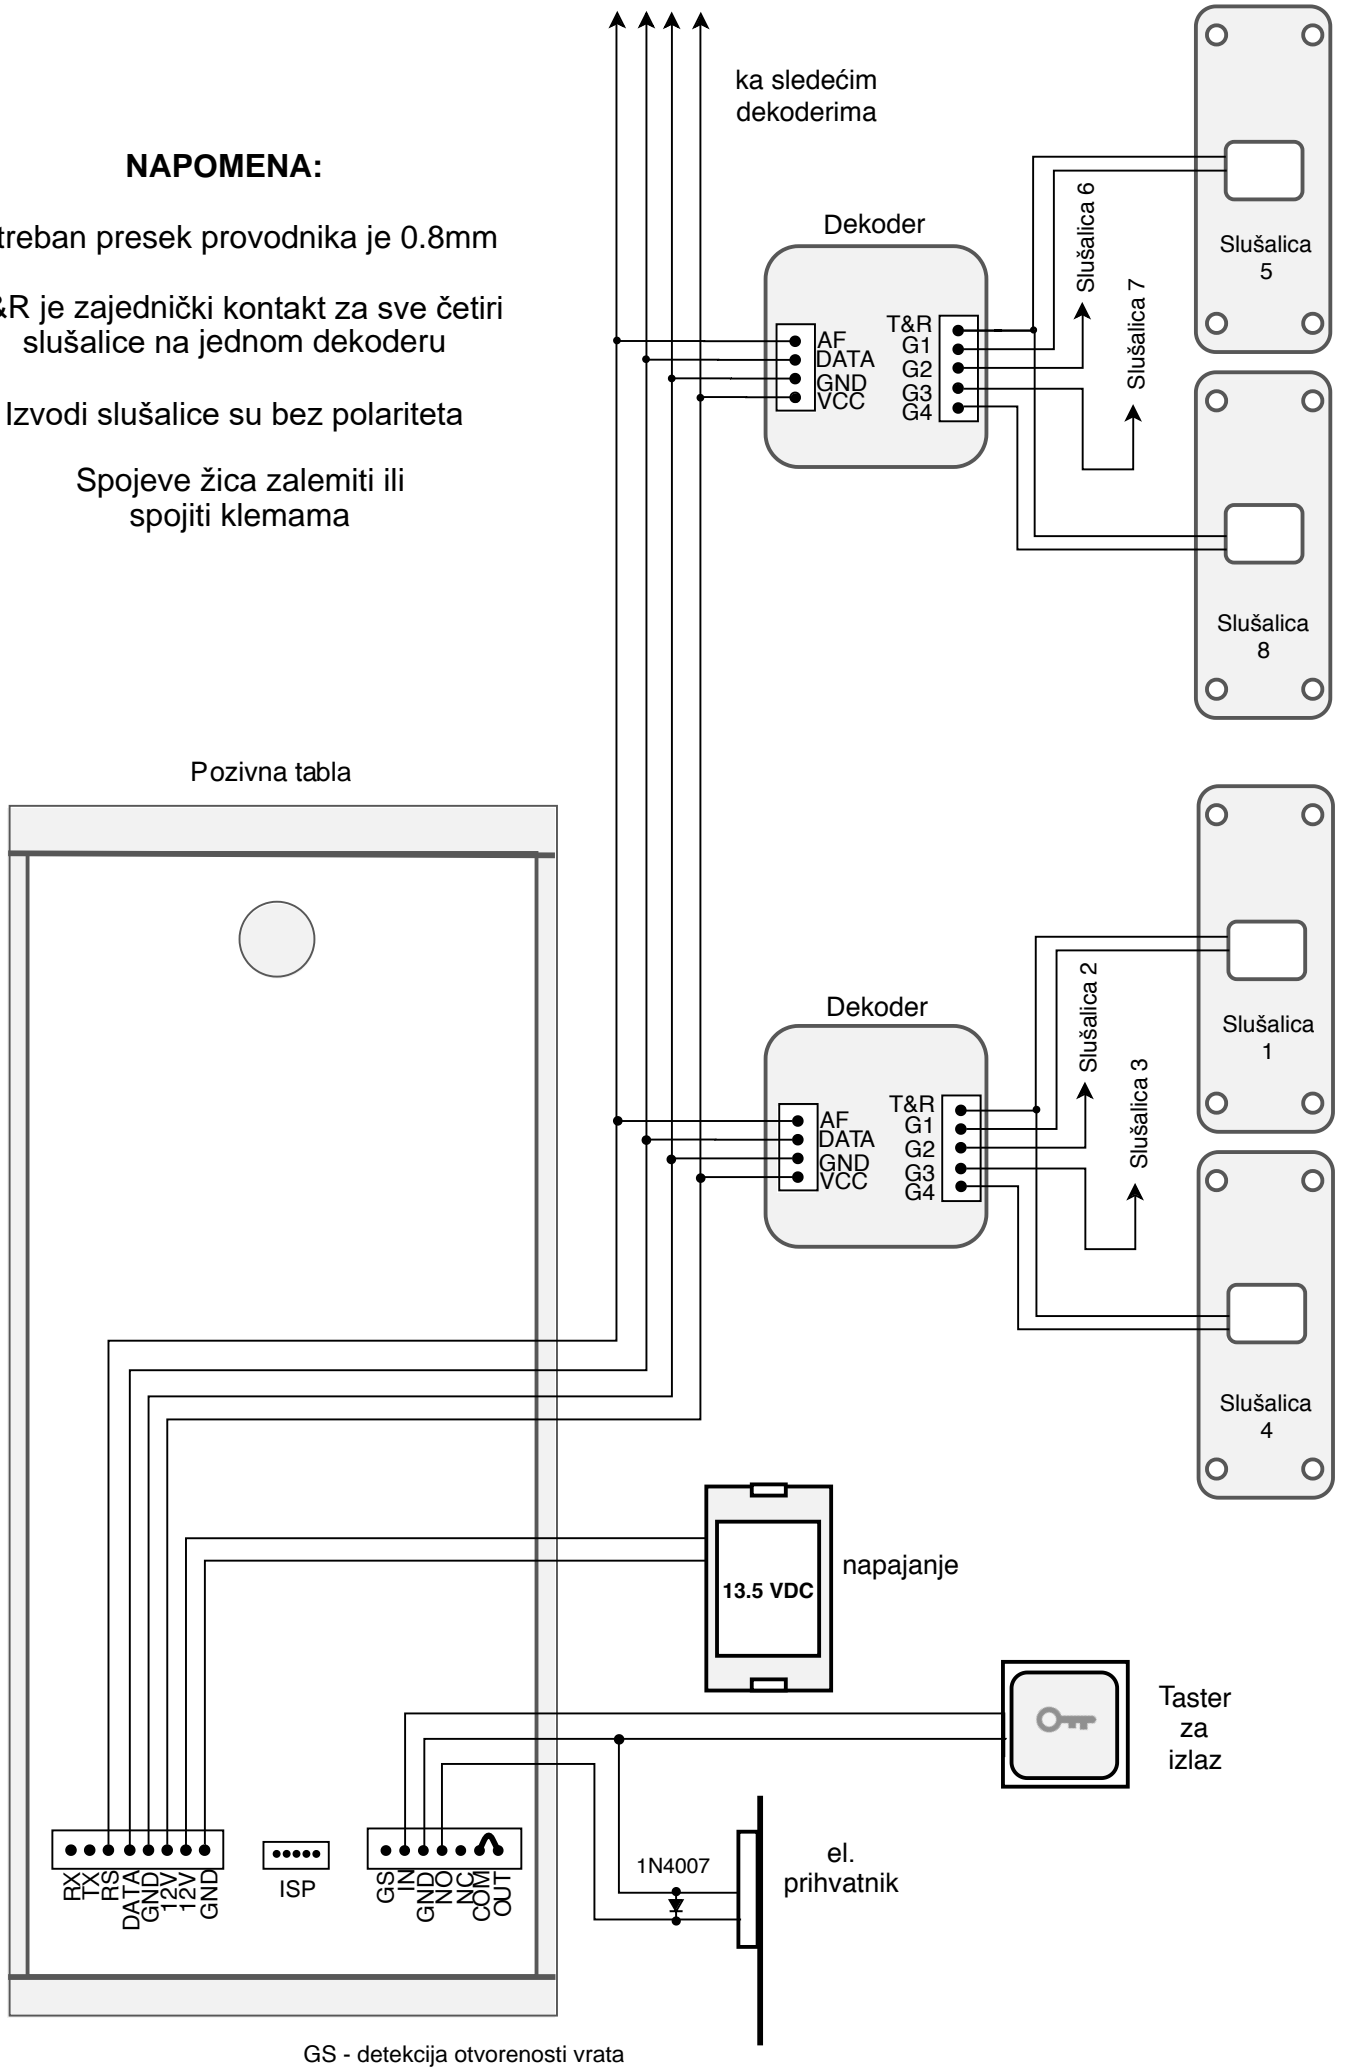 ka sledećim
dekoderima
NAPOMENA:
treban presek provodnika je 0.8mm
&R je zajednički kontakt za sve četiri
slušalice na jednom dekoderu
Izvodi slušalice su bez polariteta
Spojeve žica zalemiti ili
spojiti klemama
Dekoder
AF
DATA
GND
VCC
T&R
G1
G2
G3
G4
Slušalica 6
Slušalica 7
Slušalica
5
Slušalica
8
Pozivna tabla
Dekoder
AF
DATA
GND
VCC
T&R
G1
G2
G3
G4
Slušalica 2
Slušalica 3
Slušalica
1
Slušalica
4
13.5 VDC
napajanje
Taster
za
izlaz
1N4007
el.
prihvatnik
RX
TX
RS
DATA
GND
12V
12V
GND
ISP
GS
IN
GND
NO
NC
COM
OUT
GS - detekcija otvorenosti vrata